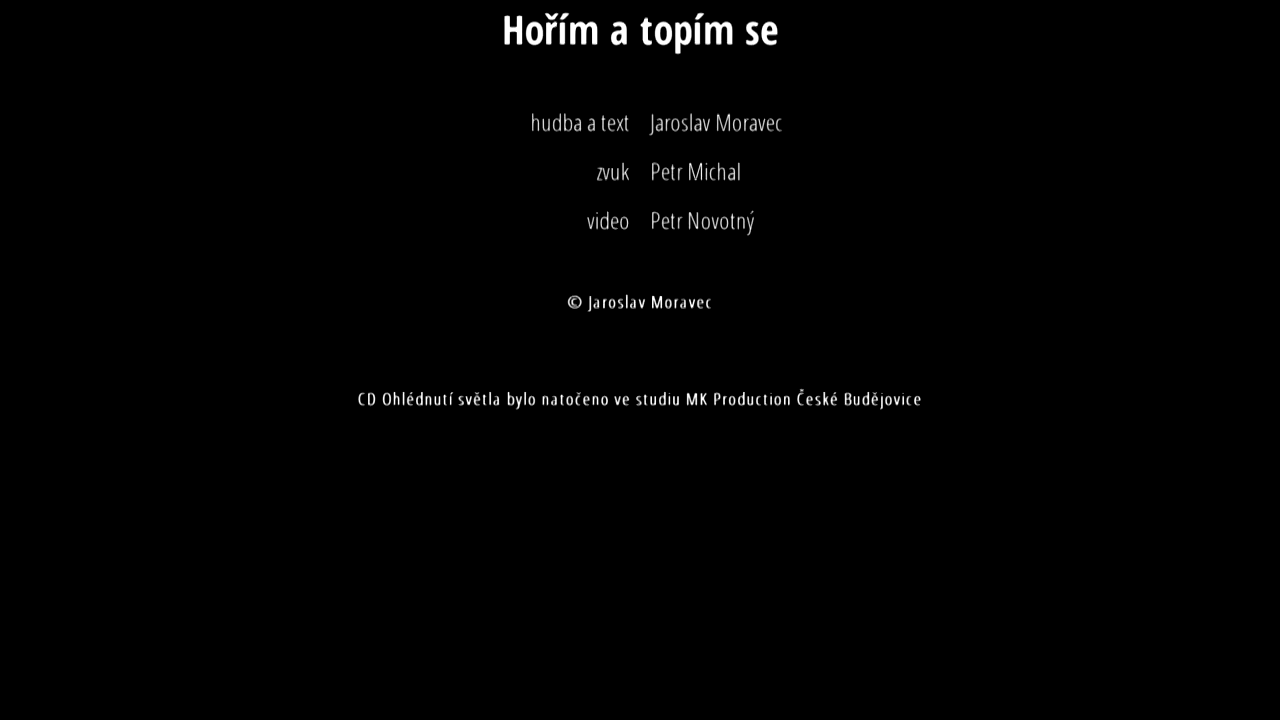 Hořím a topím se
hudba a text Jaroslav Moravec
zvuk Petr Michal
video Petr Novotný
© Jaroslav Moravec
CD Ohlédnutí světla bylo natočeno ve studiu MK Production České Budějovice